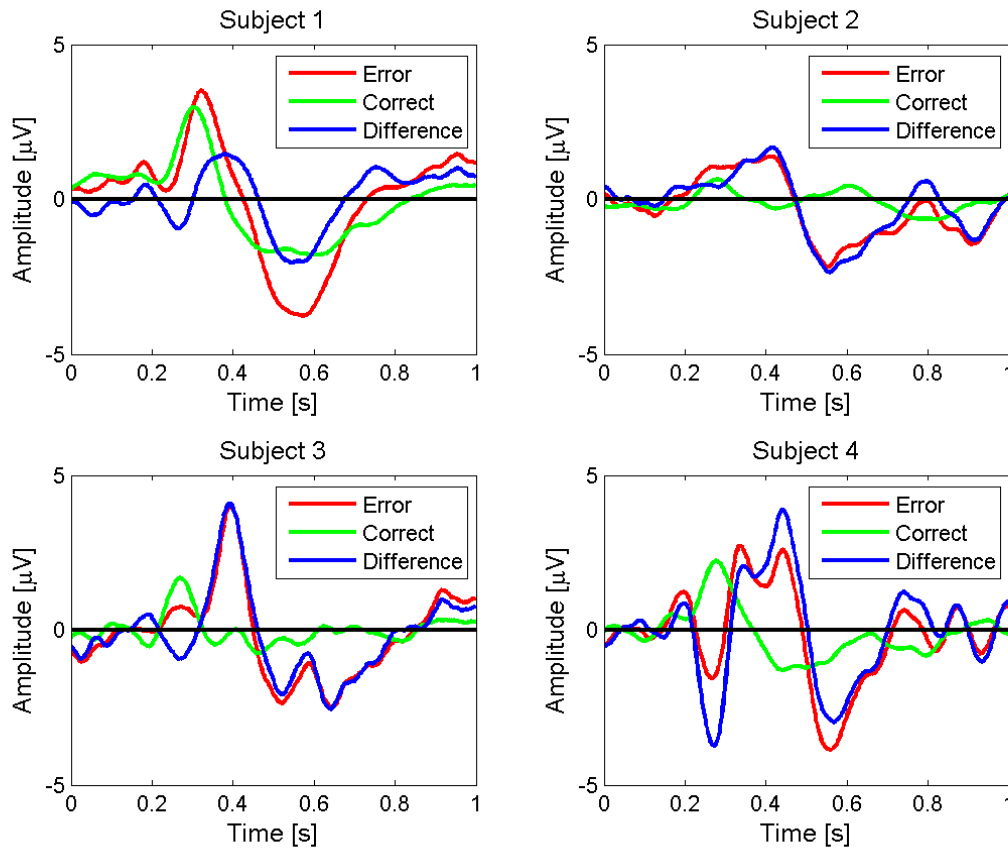 Subject 1
5
0
-5
Amplitude [μV]
Error
Correct
Difference
0 0.2 0.4 0.6 0.8 1
Time [s]
Subject 2
5
0
-5
Amplitude [μV]
Error
Correct
Difference
0 0.2 0.4 0.6 0.8 1
Time [s]
Subject 3
5
0
-5
Amplitude [μV]
Error
Correct
Difference
0 0.2 0.4 0.6 0.8 1
Time [s]
Subject 4
5
0
-5
Amplitude [μV]
Error
Correct
Difference
0 0.2 0.4 0.6 0.8 1
Time [s]